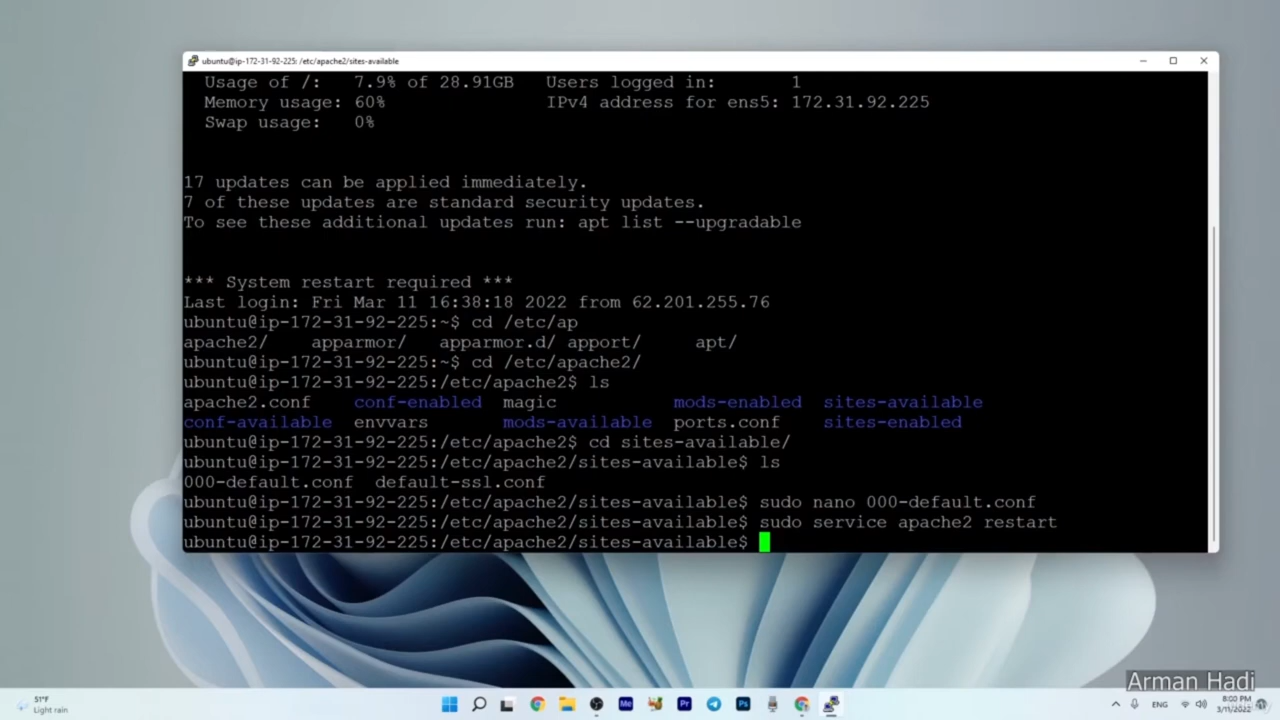 ubuntu@ip-172-31-92-225: /etc/apache2/sites-available
Usage of /: 7.9% of 28.91GB Users logged in: 1
Memory usage: 60% IPv4 address for ens5: 172.31.92.225
Swap usage: 0%
17 updates can be applied immediately.
7 of these updates are standard security updates.
To see these additional updates run: apt list --upgradable
*** System restart required ***
Last login: Fri Mar 11 16:38:18 2022 from 62.201.255.76
ubuntu@ip-172-31-92-225:~$ cd /etc/ap
apache2/ apparmor/ apparmor.d/ apport/ apt/
ubuntu@ip-172-31-92-225:~$ cd /etc/apache2/
ubuntu@ip-172-31-92-225:/etc/apache2$ ls
apache2.conf conf-enabled magic mods-enabled sites-available
conf-available envvars mods-available ports.conf sites-enabled
ubuntu@ip-172-31-92-225:/etc/apache2$ cd sites-available/
ubuntu@ip-172-31-92-225:/etc/apache2/sites-available$ ls
000-default.conf default-ssl.conf
ubuntu@ip-172-31-92-225:/etc/apache2/sites-available$ sudo nano 000-default.conf
ubuntu@ip-172-31-92-225:/etc/apache2/sites-available$ sudo service apache2 restart
ubuntu@ip-172-31-92-225:/etc/apache2/sites-available$
Arman Hadi
51°F
Light rain
Me
Pr
Ps
ENG
8:00 PM
3/11/2022